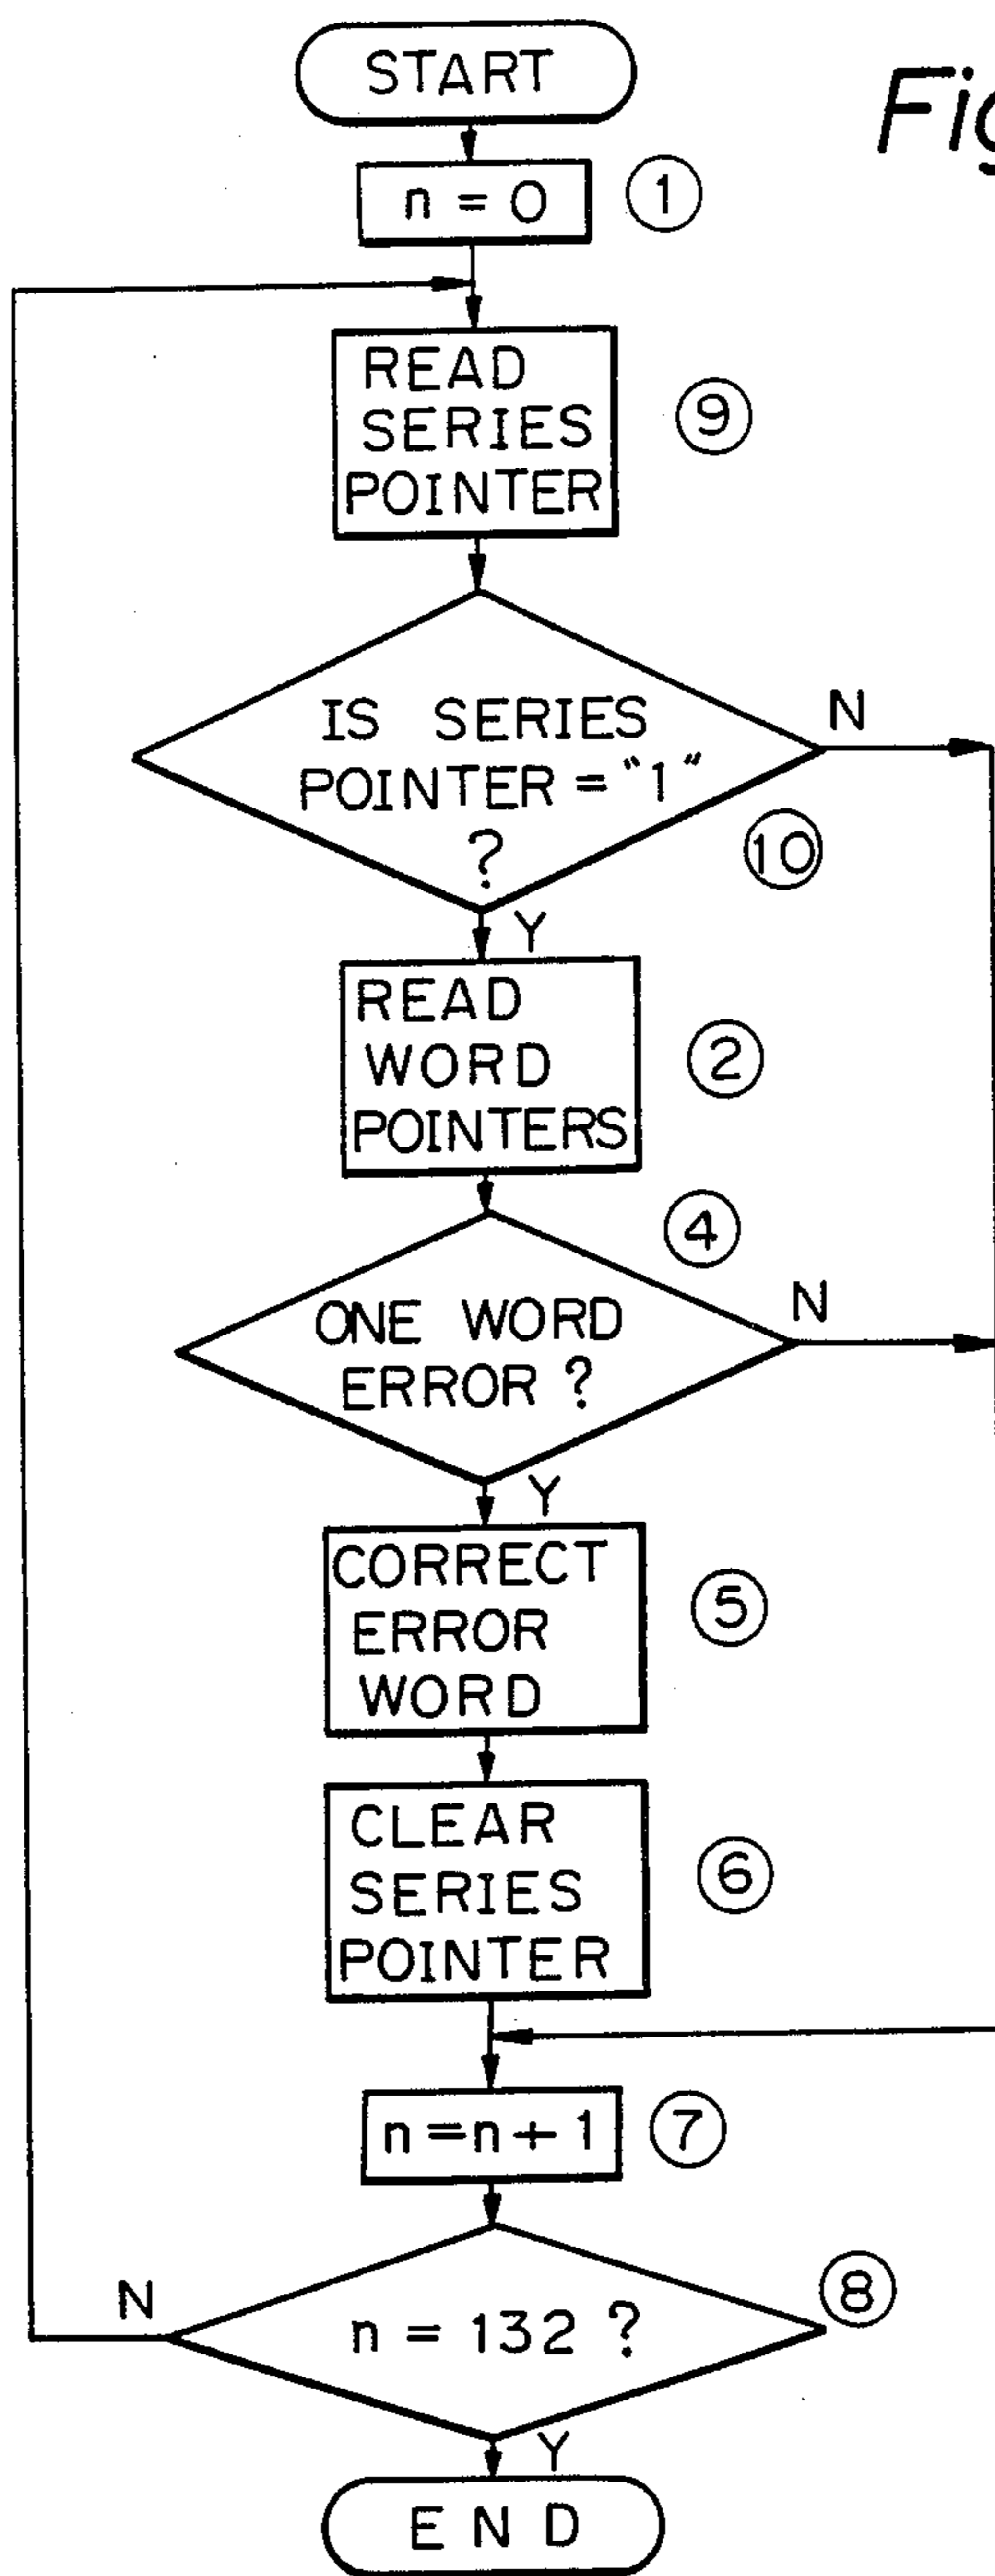 START
Fig
n = 0
1
READ
SERIES
POINTER
9
IS SERIES
POINTER = "1"
?
N
10
Y
READ
WORD
POINTERS
2
4
ONE WORD
ERROR ?
N
Y
CORRECT
ERROR
WORD
5
CLEAR
SERIES
POINTER
6
n = n + 1
7
N
n = 132 ?
8
Y
END